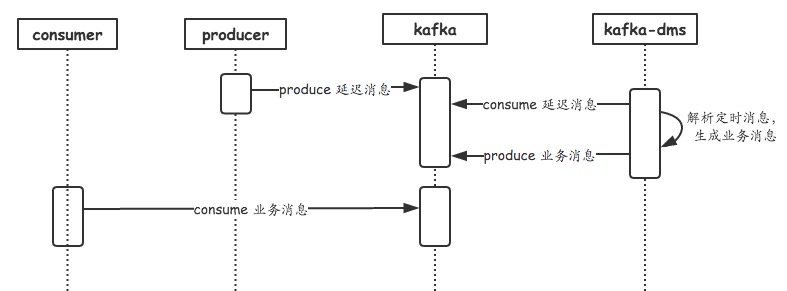 consumer
producer
kafka
kafka-dms
produce 延迟消息
consume 延迟消息
解析定时消息,
生成业务消息
produce 业务消息
consume 业务消息